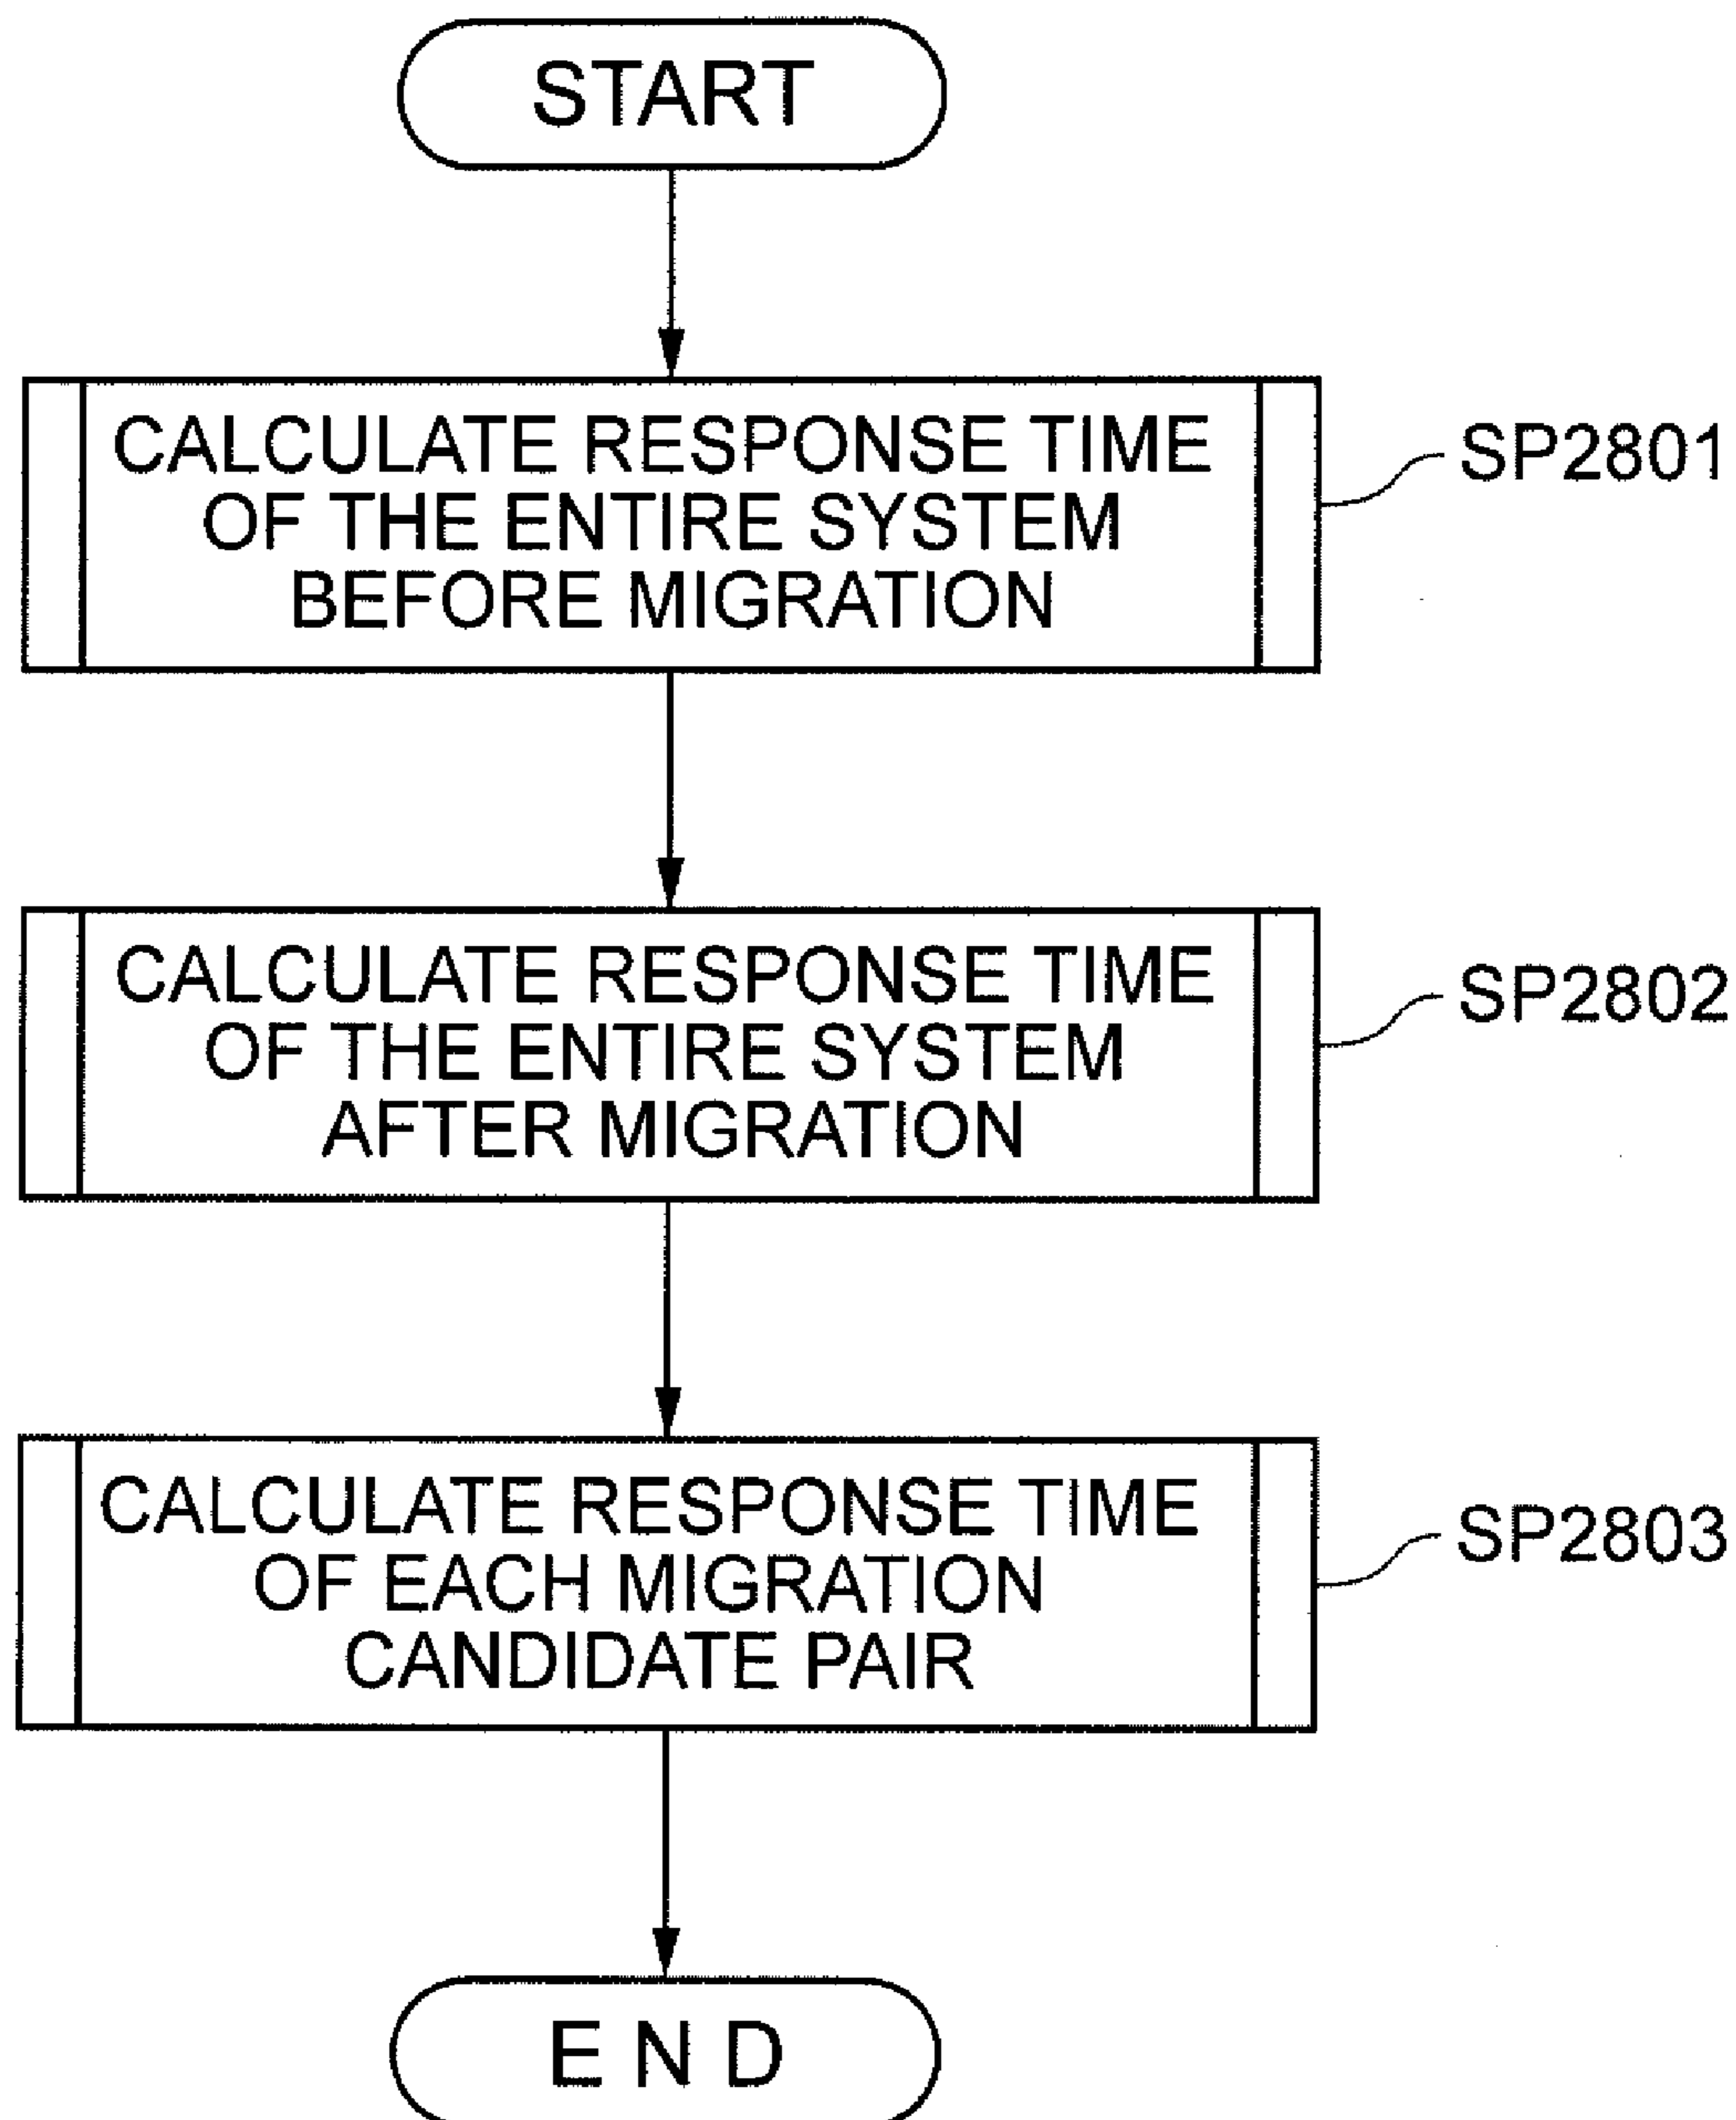 START
CALCULATE RESPONSE TIME
OF THE ENTIRE SYSTEM
BEFORE MIGRATION
SP2801
CALCULATE RESPONSE TIME
OF THE ENTIRE SYSTEM
AFTER MIGRATION
SP2802
CALCULATE RESPONSE TIME
OF EACH MIGRATION
CANDIDATE PAIR
SP2803
END